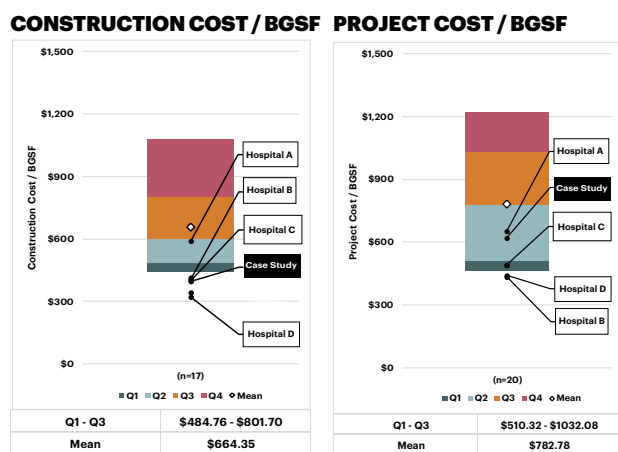 CONSTRUCTION COST / BGSF
$1,500
$1,200
$900
$600
$300
$0
Construction Cost / BGSF
Hospital A
Hospital B
Hospital C
Case Study
Hospital D
(n=17)
Q1 Q2 Q3 Q4 Mean
Q1 - Q3 $484.76 - $801.70
Mean $664.35
PROJECT COST / BGSF
$1,500
$1,200
$900
$600
$300
$0
Project Cost / BGSF
Hospital A
Case Study
Hospital C
Hospital D
Hospital B
(n=20)
Q1 Q2 Q3 Q4 Mean
Q1 - Q3 $510.32 - $1032.08
Mean $782.78